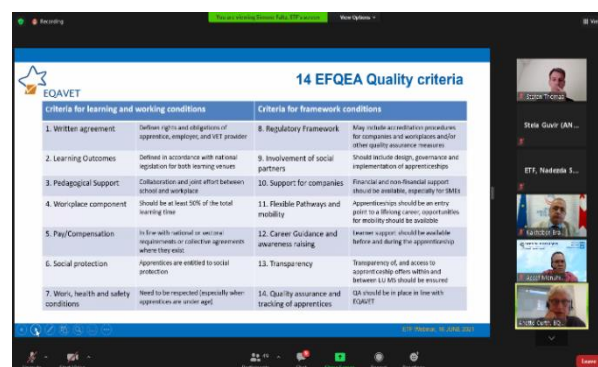 Recording
You are viewing
View Options
View
EQAVET
14 EFQEA Quality criteria
Criteria for learning and working conditions
Criteria for framework conditions
1. Written agreement
Defines rights and obligations of
apprentice, employer, and VET provider
8. Regulatory Framework
May include accreditation procedures
for companies and workplaces and/or
other quality assurance measures
2. Learning Outcomes
Defined in accordance with national
legislation for both learning venues
9. Involvement of social
partners
Should include design, governance and
implementation of apprenticeships
3. Pedagogical Support
Collaboration and joint effort between
school and workplace
10. Support for companies
Financial and non-financial support
should be available, especially for SMEs
4. Workplace component
Should be at least 50% of the total
learning time
11. Flexible Pathways and
mobility
Apprenticeships should be an entry
point to a lifelong career, opportunities
for mobility should be available
5. Pay/Compensation
In line with national or sectoral
requirements or collective agreements
where they exist
12. Career Guidance and
awareness raising
Learner support should be available
before and during the apprenticeship
6. Social protection
Apprentices are entitled to social
protection
13. Transparency
Transparency of, and access to
apprenticeship offers within and
between EU MS should be ensured
7. Work, health and safety
conditions
Need to be respected (especially when
apprentices are under age)
14. Quality assurance and
tracking of apprentices
QA should be in place in line with
EQAVET
ETF Webinar, 16 JUNE 2021
Stefan Thomas
Stela Guvir (AN...
ETF, Nadezda S...
Leave